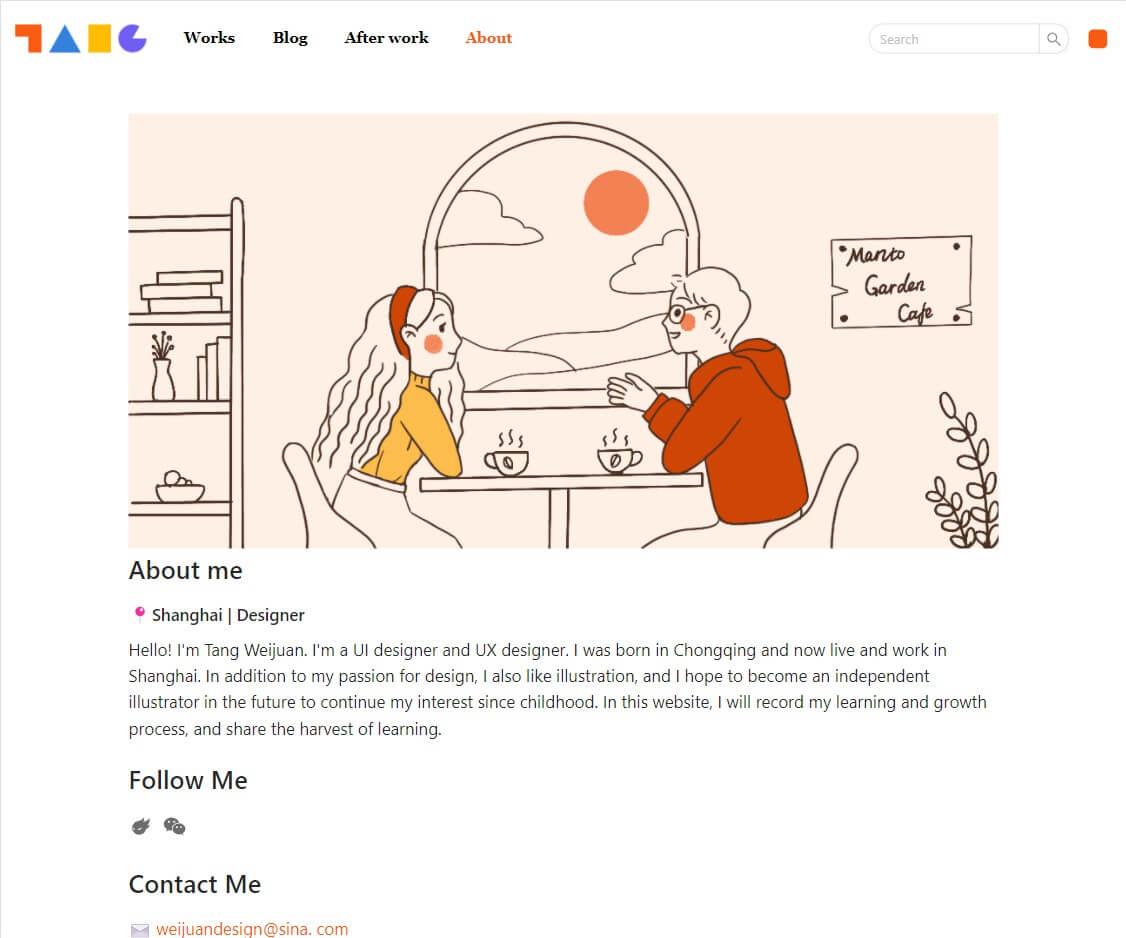 TANG
Works Blog After work About Search
Manto
Garden
Cafe
About me
Shanghai | Designer
Hello! I'm Tang Weijuan. I'm a UI designer and UX designer. I was born in Chongqing and now live and work in
Shanghai. In addition to my passion for design, I also like illustration, and I hope to become an independent
illustrator in the future to continue my interest since childhood. In this website, I will record my learning and growth
process, and share the harvest of learning.
Follow Me
Contact Me
weijuandesign@sina. com